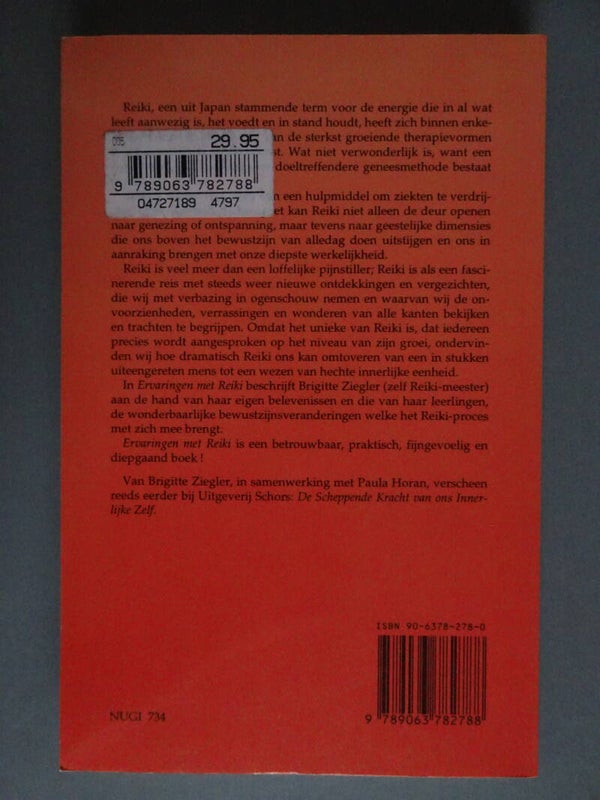 Reiki, een uit Japan stammende term voor de energie die in al wat
leeft aanwezig is, het voedt en in stand houdt, heeft zich binnen enke-
an de sterkst groeiende therapievormen
st. Wat niet verwonderlijk is, want een
doeltreffendere geneesmethode bestaat
29.95
9 789063 782788
04727189 4797
n een hulpmiddel om ziekten te verdrij-
et kan Reiki niet alleen de deur openen
naar genezing of ontspanning, maar tevens naar geestelijke dimensies
die ons boven het bewustzijn van alledag doen uitstijgen en ons in
aanraking brengen met onze diepste werkelijkheid.
Reiki is veel meer dan een loffelijke pijnstiller; Reiki is als een fasci-
nerende reis met steeds weer nieuwe ontdekkingen en vergezichten,
die wij met verbazing in ogenschouw nemen en waarvan wij de on-
voorzienheden, verrassingen en wonderen van alle kanten bekijken
en trachten te begrijpen. Omdat het unieke van Reiki is, dat iedereen
precies wordt aangesproken op het niveau van zijn groei, ondervin-
den wij hoe dramatisch Reiki ons kan omtoveren van een in stukken
uiteengereten mens tot een wezen van hechte innerlijke eenheid.
In Ervaringen met Reiki beschrijft Brigitte Ziegler (zelf Reiki-meester)
aan de hand van haar eigen belevenissen en die van haar leerlingen,
de wonderbaarlijke bewustzijnsveranderingen welke het Reiki-proces
met zich mee brengt.
Ervaringen met Reiki is een betrouwbaar, praktisch, fijngevoelig en
diepgaand boek!
Van Brigitte Ziegler, in samenwerking met Paula Horan, verscheen
reeds eerder bij Uitgeverij Schors: De Scheppende Kracht van ons Inner-
lijke Zelf.
ISBN 90-6378-278-0
9 789063 782788
NUGI 734